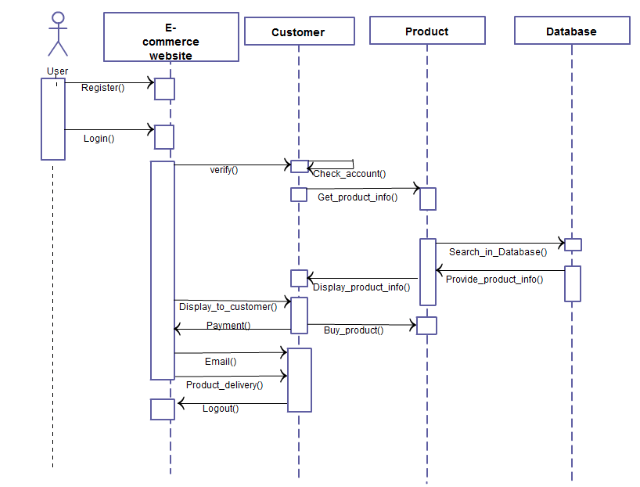 E-
commerce
website
Customer
Product
Database
User
Register()
Login()
verify()
Check_account()
Get_product_info()
Search_in_Database()
Provide_product_info()
Display_product_info()
Display_to_customer()
Payment()
Buy_product()
Email()
Product_delivery()
Logout()